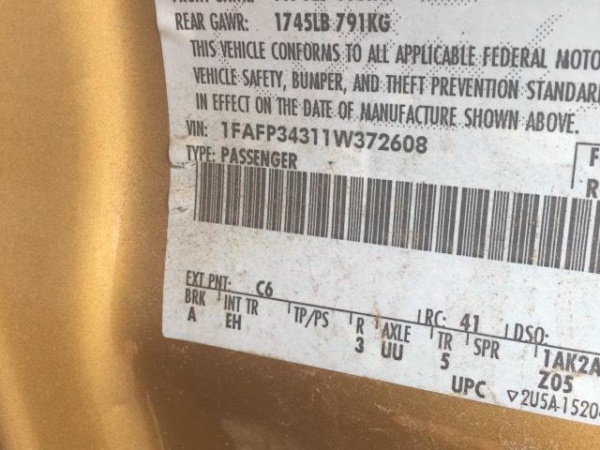 REAR GAWR: 1745LB 791KG
THIS VEHICLE CONFORMS TO ALL APPLICABLE FEDERAL MOTO
VEHICLE SAFETY, BUMPER, AND THEFT PREVENTION STANDAR
IN EFFECT ON THE DATE OF MANUFACTURE SHOWN ABOVE.
VIN: 1FAFP34311W372608
TYPE: PASSENGER
F
R
EXT PNT: C6 RC: 41 DSO:
BRK INT TR TP/PS R AXLE TR SPR 1AK2A
A EH 3 UU 5 Z05
UPC ▽2U5A-1520